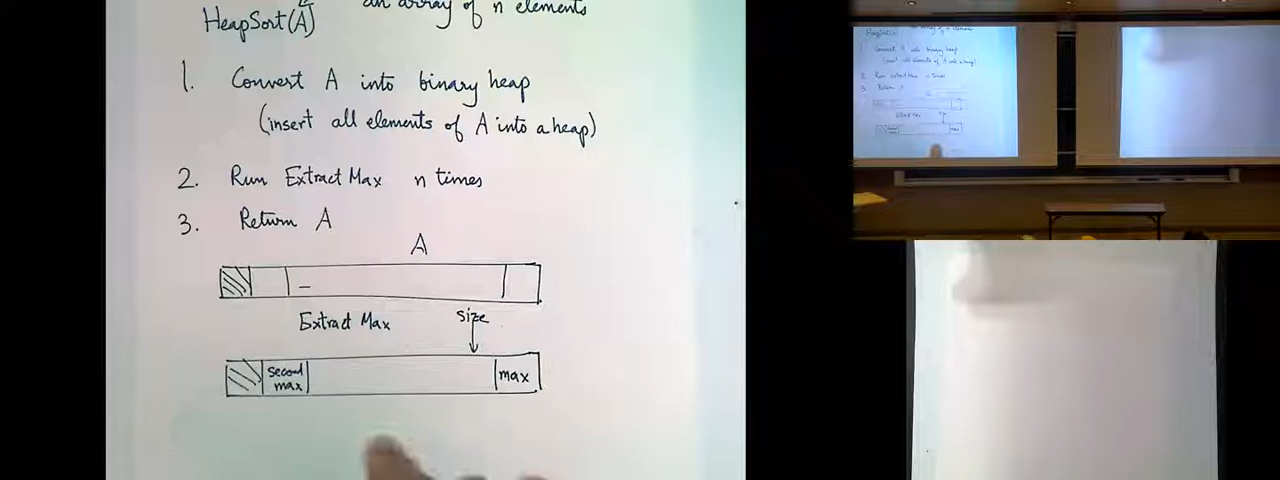 an array of n elements
HeapSort(A)
1. Convert A into binary heap
(insert all elements of A into a heap)
2. Run Extract Max n times
3. Return A
A
Extract Max size
second max
max